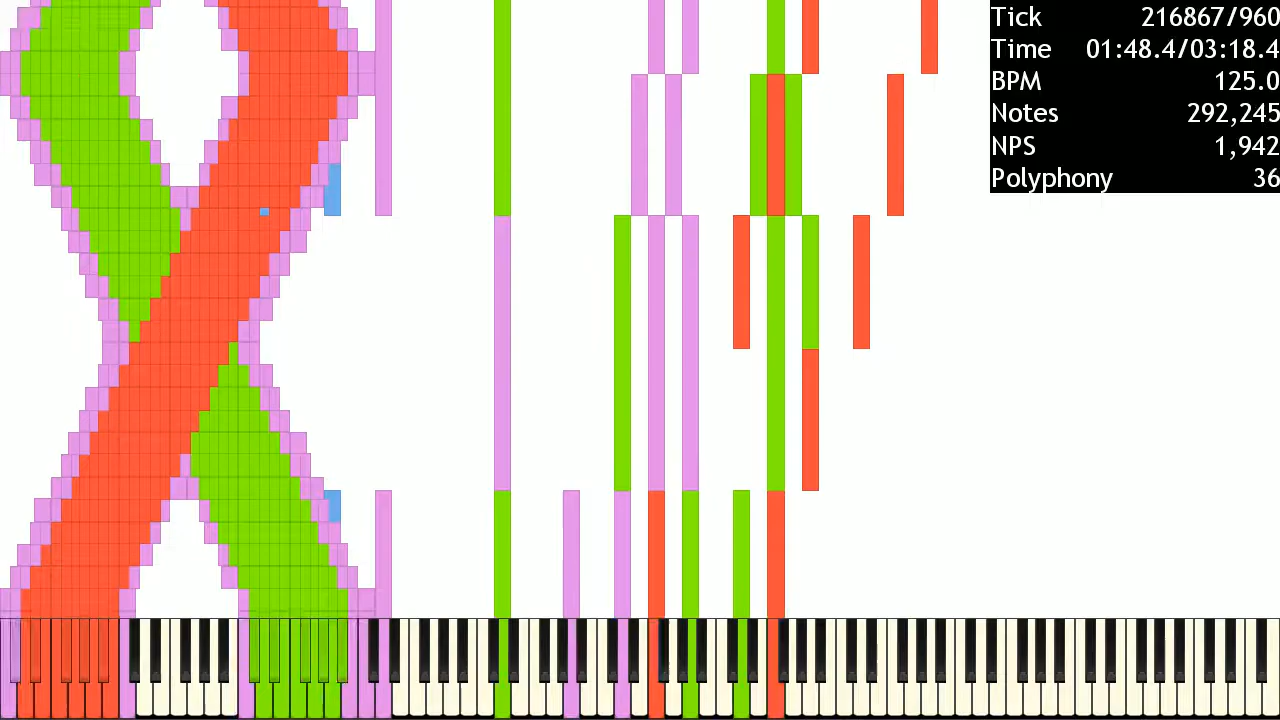 Tick 216867/960
Time 01:48.4/03:18.4
BPM 125.0
Notes 292,245
NPS 1,942
Polyphony 36